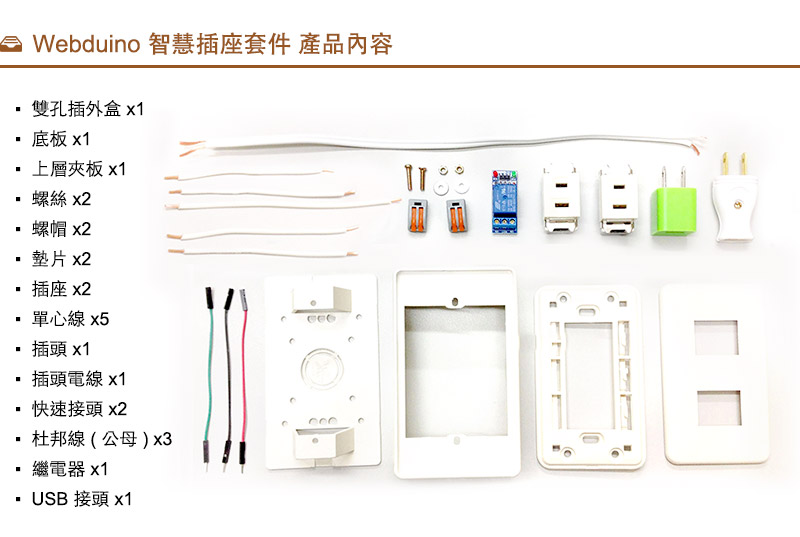 Webduino 智慧插座套件 產品內容
▪ 雙孔插外盒 x1
▪ 底板 x1
▪ 上層夾板 x1
▪ 螺絲 x2
▪ 螺帽 x2
▪ 墊片 x2
▪ 插座 x2
▪ 單心線 x5
▪ 插頭 x1
▪ 插頭電線 x1
▪ 快速接頭 x2
▪ 杜邦線 ( 公母 ) x3
▪ 繼電器 x1
▪ USB 接頭 x1